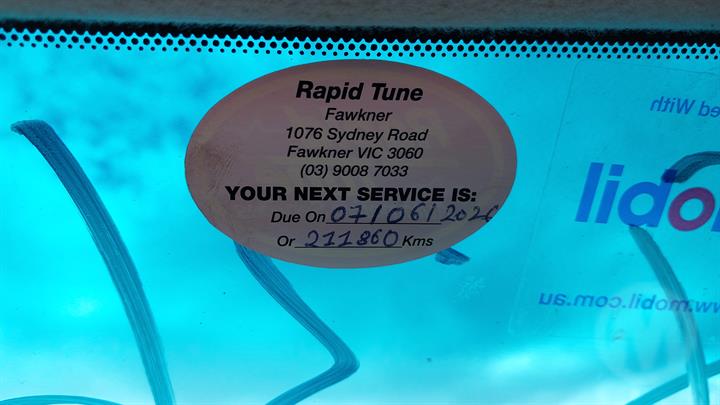 Rapid Tune
Fawkner
1076 Sydney Road
Fawkner VIC 3060
(03) 9008 7033
YOUR NEXT SERVICE IS:
Due On 07/06/2026
Or 211860 Kms
ed With
obil
w.mobil.com.au